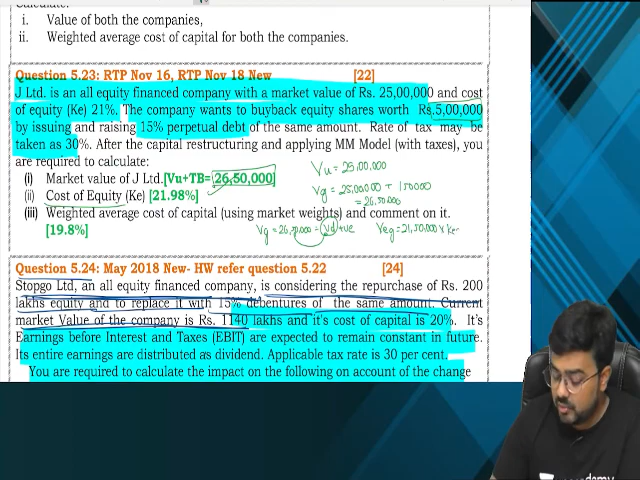 Calculate:
i. Value of both the companies,
ii. Weighted average cost of capital for both the companies.
Question 5.23: RTP Nov 16, RTP Nov 18 New [22]
J Ltd. is an all equity financed company with a market value of Rs. 25,00,000 and cost
of equity (Ke) 21%. The company wants to buyback equity shares worth Rs.5,00,000
by issuing and raising 15% perpetual debt of the same amount. Rate of tax may be
taken as 30%. After the capital restructuring and applying MM Model (with taxes), you
are required to calculate:
(i) Market value of J Ltd.[Vu+TB= 26,50,000]
(ii) Cost of Equity (Ke) [21.98%]
(iii) Weighted average cost of capital (using market weights) and comment on it.
[19.8%]
Vu = 25,00,000
Vg = 25,00,000 + 150000
= 26,50,000
Vg = 26,50,000 = Vd + Ve
Veg = 21,50,000 × Ke
Question 5.24: May 2018 New- HW refer question 5.22 [24]
Stopgo Ltd, an all equity financed company, is considering the repurchase of Rs. 200
lakhs equity and to replace it with 15% debentures of the same amount. Current
market Value of the company is Rs. 1140 lakhs and it's cost of capital is 20%. It's
Earnings before Interest and Taxes (EBIT) are expected to remain constant in future.
Its entire earnings are distributed as dividend. Applicable tax rate is 30 per cent.
You are required to calculate the impact on the following on account of the change